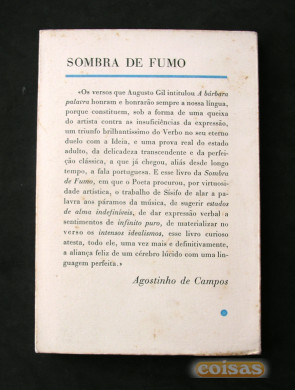 SOMBRA DE FUMO
«Os versos que Augusto Gil intitulou A bárbara
palavra honram e honrarão sempre a nossa língua,
porque constituem, sob a forma de uma queixa
do artista contra as insuficiências da expressão,
um triunfo brilhantíssimo do Verbo no seu eterno
duelo com a Ideia, e uma prova real do estado
adulto, da delicadeza transcendente e da perfei-
ção clássica, a que já chegou, aliás desde longo
tempo, a fala portuguesa. E esse livro da Sombra
de Fumo, em que o Poeta procurou, por virtuosi-
dade artística, o trabalho de Sísifo de alar a pa-
lavra aos páramos da música, de sugerir estados
de alma indefiníveis, de dar expressão verbal a
sentimentos de infinito puro, de materializar no
verso os intensos idealismos, esse livro curioso
atesta, todo ele, uma vez mais e definitivamente,
a aliança feliz de um cérebro lúcido com uma lin-
guagem perfeita.»
Agostinho de Campos
coisas